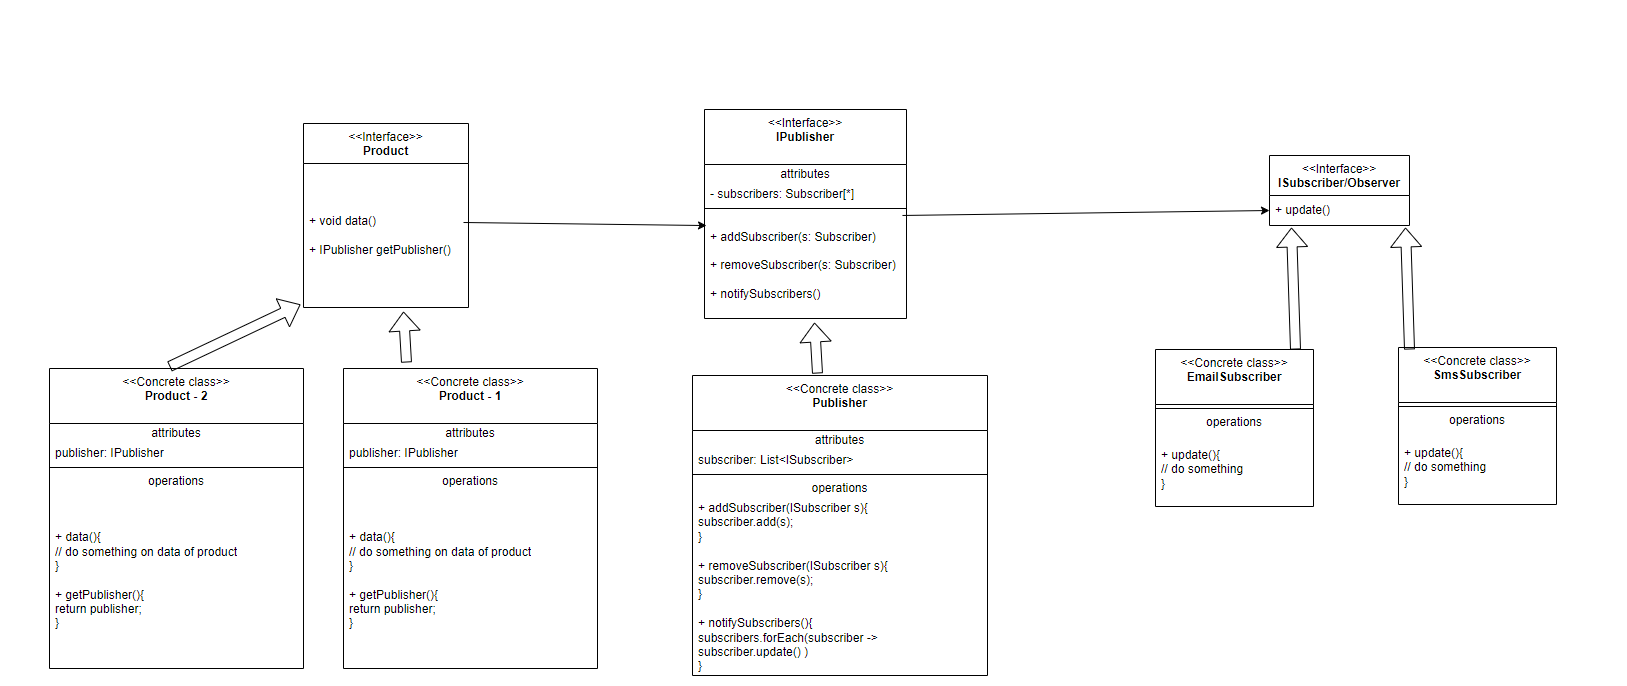 <<Interface>>
Product
+ void data()
+ IPublisher getPublisher()
<<Interface>>
IPublisher
attributes
- subscribers: Subscriber[*]
+ addSubscriber(s: Subscriber)
+ removeSubscriber(s: Subscriber)
+ notifySubscribers()
<<Interface>>
ISubscriber/Observer
+ update()
<<Concrete class>>
Product - 2
attributes
publisher: IPublisher
operations
+ data(){
// do something on data of product
}
+ getPublisher(){
return publisher;
}
<<Concrete class>>
Product - 1
attributes
publisher: IPublisher
operations
+ data(){
// do something on data of product
}
+ getPublisher(){
return publisher;
}
<<Concrete class>>
Publisher
attributes
subscriber: List<ISubscriber>
operations
+ addSubscriber(ISubscriber s){
subscriber.add(s);
}
+ removeSubscriber(ISubscriber s){
subscriber.remove(s);
}
+ notifySubscribers(){
subscribers.forEach(subscriber ->
subscriber.update() )
}
<<Concrete class>>
EmailSubscriber
operations
+ update(){
// do something
}
<<Concrete class>>
SmsSubscriber
operations
+ update(){
// do something
}